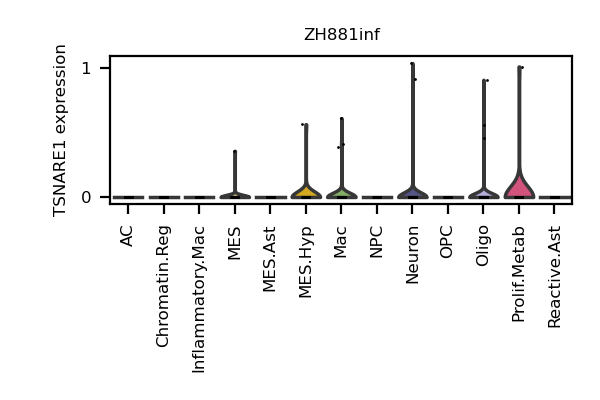 ZH881inf
TSNARE1 expression
1
0
AC
Chromatin.Reg
Inflammatory.Mac
MES
MES.Ast
MES.Hyp
Mac
NPC
Neuron
OPC
Oligo
Prolif.Metab
Reactive.Ast